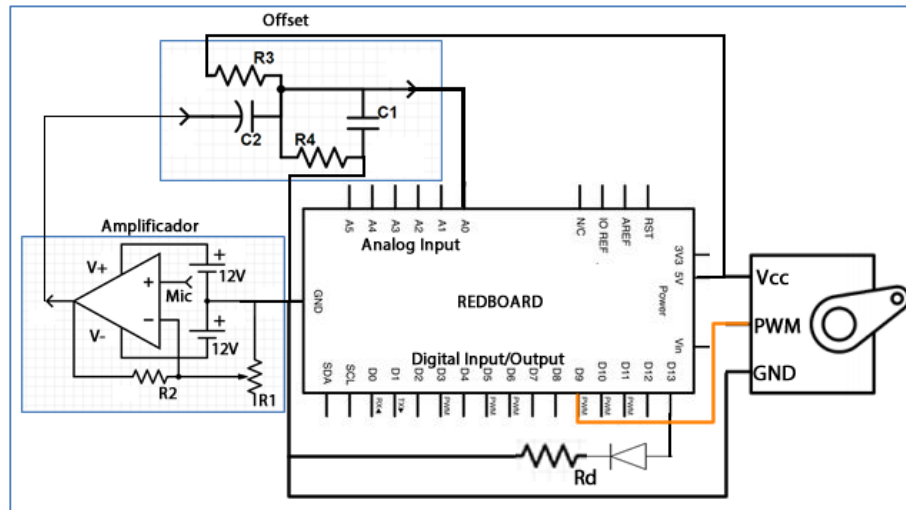 Offset
R3
C1
C2
R4
Amplificador
V+
12V
+
+
Mic
−
+
V-
12V
R2
R1
A5
A4
A3
A2
A1
A0
N/C
IO REF
AREF
RST
Analog Input
3V3
5V
Power
Vin
GND
REDBOARD
Digital Input/Output
SDA
SCL
D0
D1
D2
D3
D4
D5
D6
D7
D8
D9
D10
D11
D12
D13
RX
TX
PWM
PWM
PWM
PWM
PWM
PWM
Vcc
PWM
GND
Rd